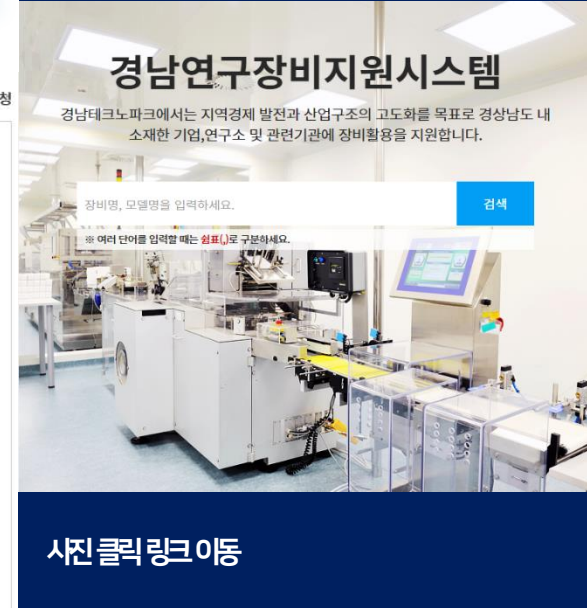 청
경남연구장비지원시스템
경남테크노파크에서는 지역경제 발전과 산업구조의 고도화를 목표로 경상남도 내
소재한 기업,연구소 및 관련기관에 장비활용을 지원합니다.
장비명, 모델명을 입력하세요.
검색
※ 여러 단어를 입력할 때는 쉼표(,)로 구분하세요.
사진 클릭 링크 이동